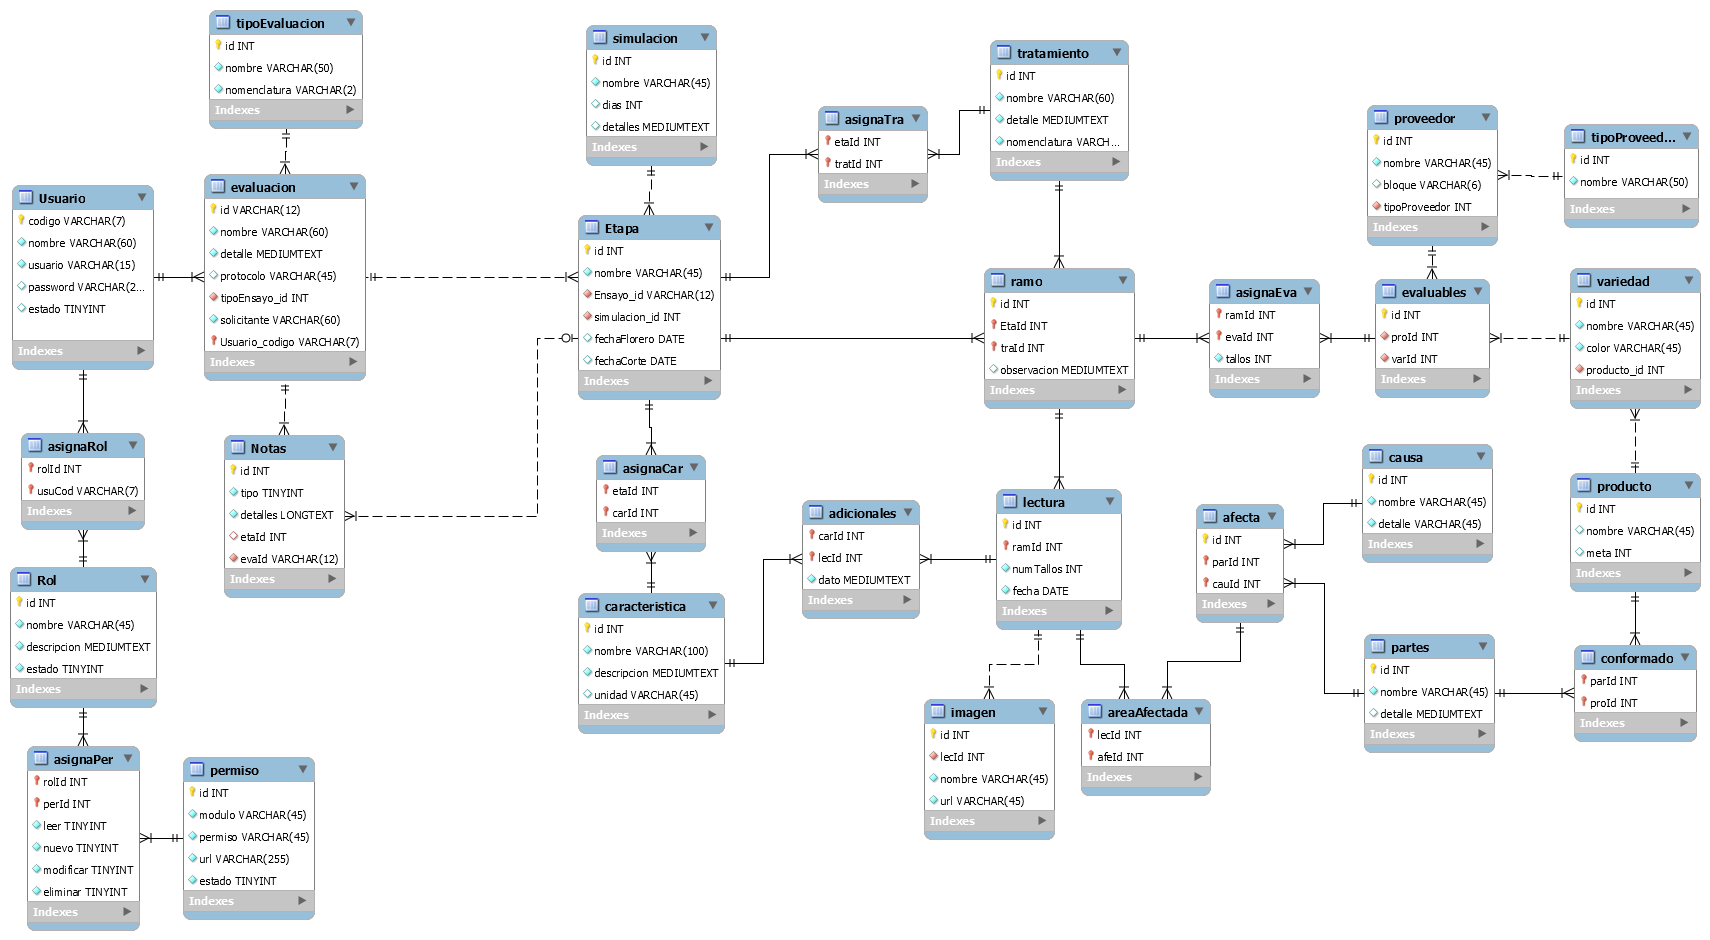 tipoEvaluacion
id INT
nombre VARCHAR(50)
nomenclatura VARCHAR(2)
Indexes
simulacion
id INT
nombre VARCHAR(45)
dias INT
detalles MEDIUMTEXT
Indexes
tratamiento
id INT
nombre VARCHAR(60)
detalle MEDIUMTEXT
nomenclatura VARCH...
Indexes
asignaTra
etaId INT
tratId INT
Indexes
proveedor
id INT
nombre VARCHAR(45)
bloque VARCHAR(6)
tipoProveedor INT
Indexes
tipoProveed...
id INT
nombre VARCHAR(50)
Indexes
Usuario
codigo VARCHAR(7)
nombre VARCHAR(60)
usuario VARCHAR(15)
password VARCHAR(2...
estado TINYINT
Indexes
evaluacion
id VARCHAR(12)
nombre VARCHAR(60)
detalle MEDIUMTEXT
protocolo VARCHAR(45)
tipoEnsayo_id INT
solicitante VARCHAR(60)
Usuario_codigo VARCHAR(7)
Indexes
Etapa
id INT
nombre VARCHAR(45)
Ensayo_id VARCHAR(12)
simulacion_id INT
fechaFlorero DATE
fechaCorte DATE
Indexes
ramo
id INT
EtaId INT
traId INT
observacion MEDIUMTEXT
Indexes
asignaEva
ramId INT
evaId INT
tallos INT
Indexes
evaluables
id INT
proId INT
varId INT
Indexes
variedad
id INT
nombre VARCHAR(45)
color VARCHAR(45)
producto_id INT
Indexes
asignaRol
rolId INT
usuCod VARCHAR(7)
Indexes
Notas
id INT
tipo TINYINT
detalles LONGTEXT
etaId INT
evaId VARCHAR(12)
Indexes
asignaCar
etaId INT
carId INT
Indexes
adicionales
carId INT
lecId INT
dato MEDIUMTEXT
Indexes
lectura
id INT
ramId INT
numTallos INT
fecha DATE
Indexes
afecta
id INT
parId INT
cauId INT
Indexes
causa
id INT
nombre VARCHAR(45)
detalle VARCHAR(45)
Indexes
producto
id INT
nombre VARCHAR(45)
meta INT
Indexes
Rol
id INT
nombre VARCHAR(45)
descripcion MEDIUMTEXT
estado TINYINT
Indexes
caracteristica
id INT
nombre VARCHAR(100)
descripcion MEDIUMTEXT
unidad VARCHAR(45)
Indexes
partes
id INT
nombre VARCHAR(45)
detalle MEDIUMTEXT
Indexes
conformado
parId INT
proId INT
Indexes
imagen
id INT
lecId INT
nombre VARCHAR(45)
url VARCHAR(45)
Indexes
areaAfectada
lecId INT
afeId INT
Indexes
asignaPer
rolId INT
perId INT
leer TINYINT
nuevo TINYINT
modificar TINYINT
eliminar TINYINT
Indexes
permiso
id INT
modulo VARCHAR(45)
permiso VARCHAR(45)
url VARCHAR(255)
estado TINYINT
Indexes